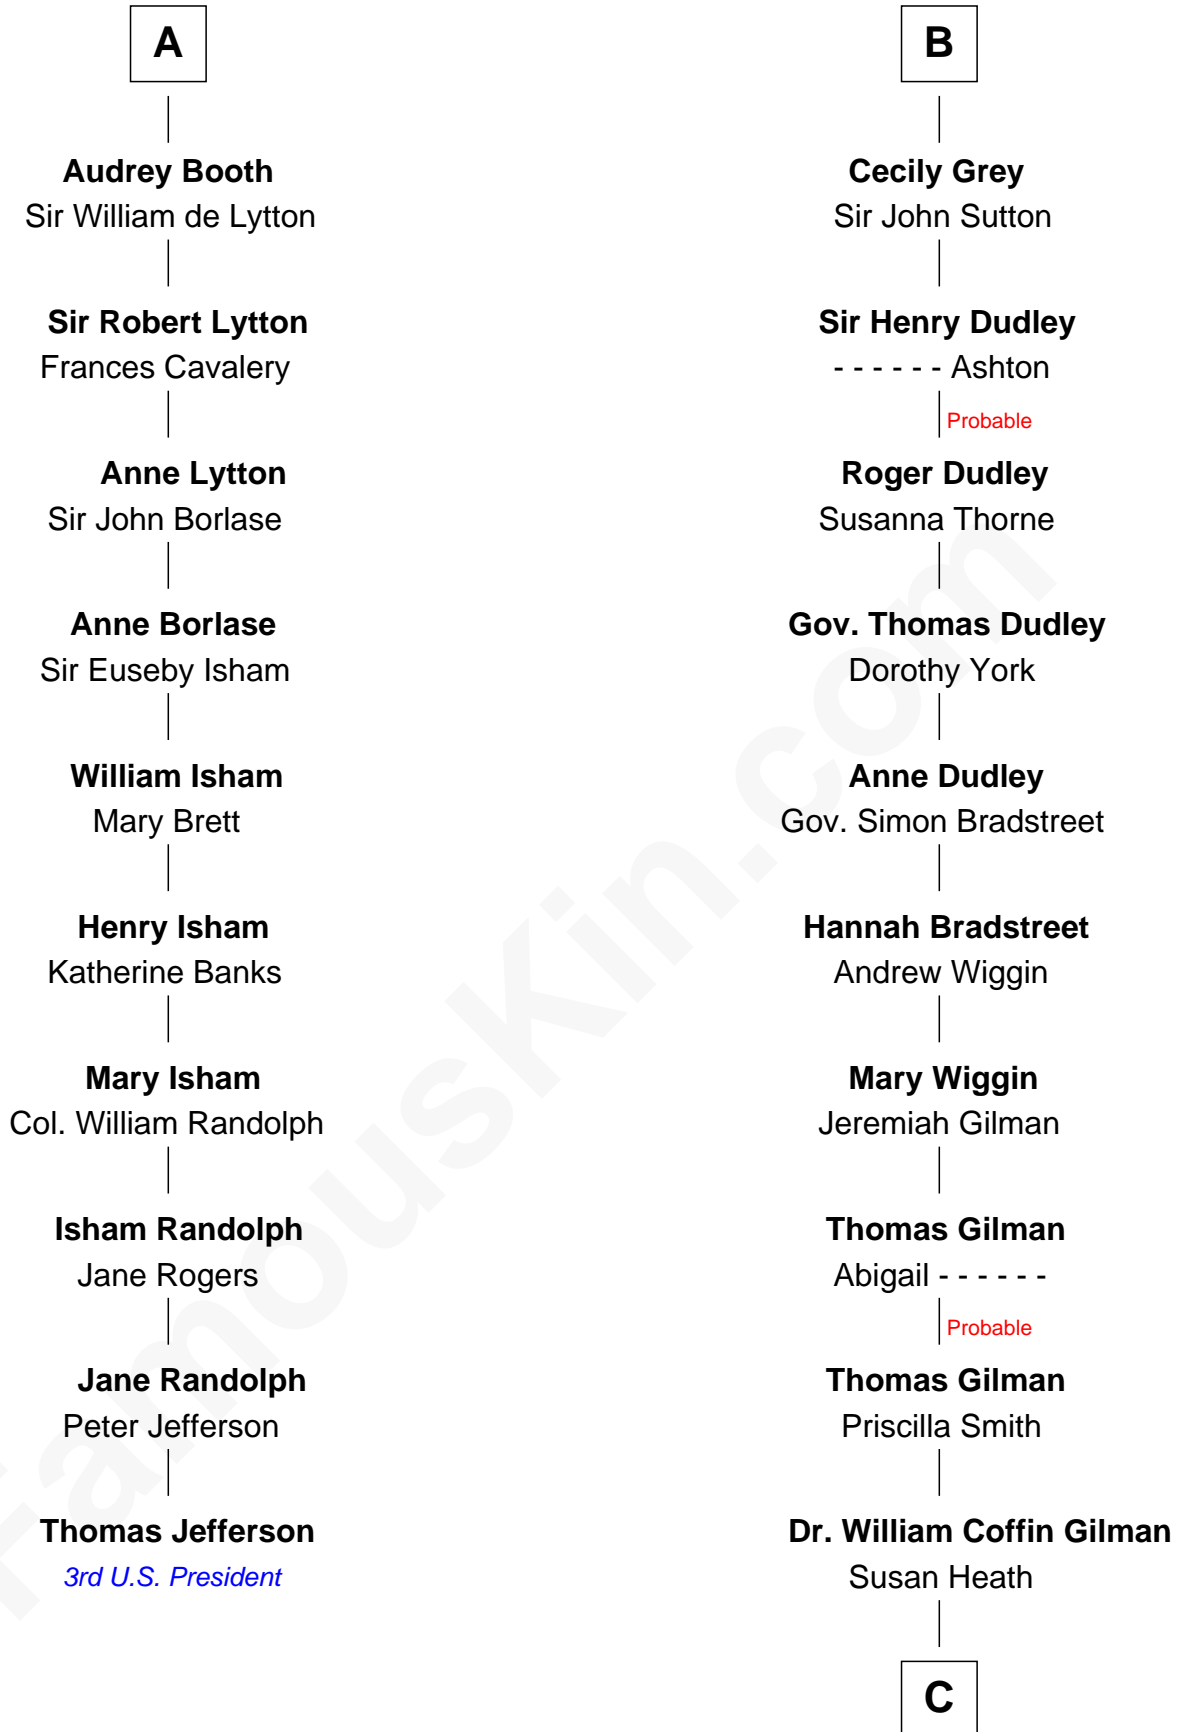 A
Audrey Booth
Sir William de Lytton
Sir Robert Lytton
Frances Cavalery
Anne Lytton
Sir John Borlase
Anne Borlase
Sir Euseby Isham
William Isham
Mary Brett
Henry Isham
Katherine Banks
Mary Isham
Col. William Randolph
Isham Randolph
Jane Rogers
Jane Randolph
Peter Jefferson
Thomas Jefferson
3rd U.S. President
B
Cecily Grey
Sir John Sutton
Sir Henry Dudley
- - - - - - Ashton
Probable
Roger Dudley
Susanna Thorne
Gov. Thomas Dudley
Dorothy York
Anne Dudley
Gov. Simon Bradstreet
Hannah Bradstreet
Andrew Wiggin
Mary Wiggin
Jeremiah Gilman
Thomas Gilman
Abigail - - - - - -
Probable
Thomas Gilman
Priscilla Smith
Dr. William Coffin Gilman
Susan Heath
C
FamousKin.com